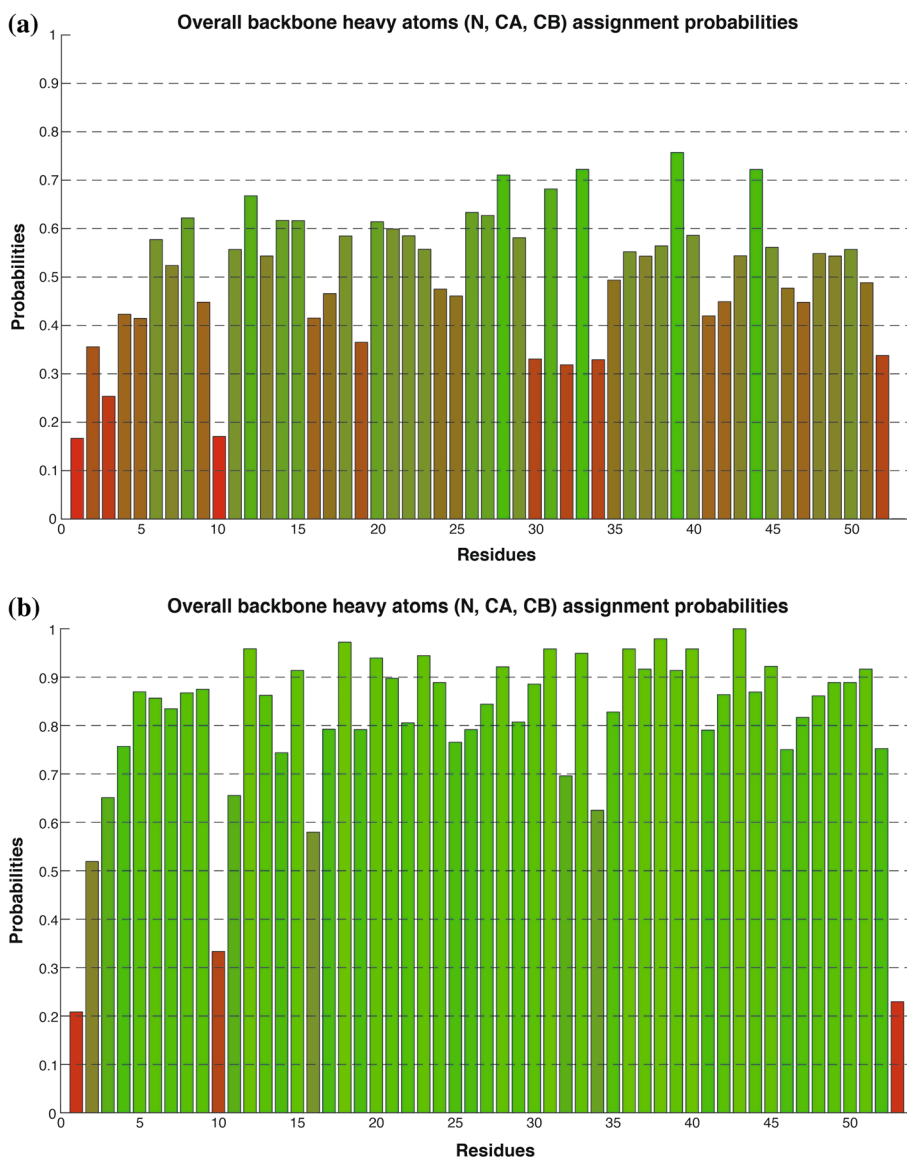 (a)
Overall backbone heavy atoms (N, CA, CB) assignment probabilities
1
0.9
0.8
0.7
0.6
0.5
0.4
0.3
0.2
0.1
0
Probabilities
0 5 10 15 20 25 30 35 40 45 50
Residues
(b)
Overall backbone heavy atoms (N, CA, CB) assignment probabilities
1
0.9
0.8
0.7
0.6
0.5
0.4
0.3
0.2
0.1
0
Probabilities
0 5 10 15 20 25 30 35 40 45 50
Residues